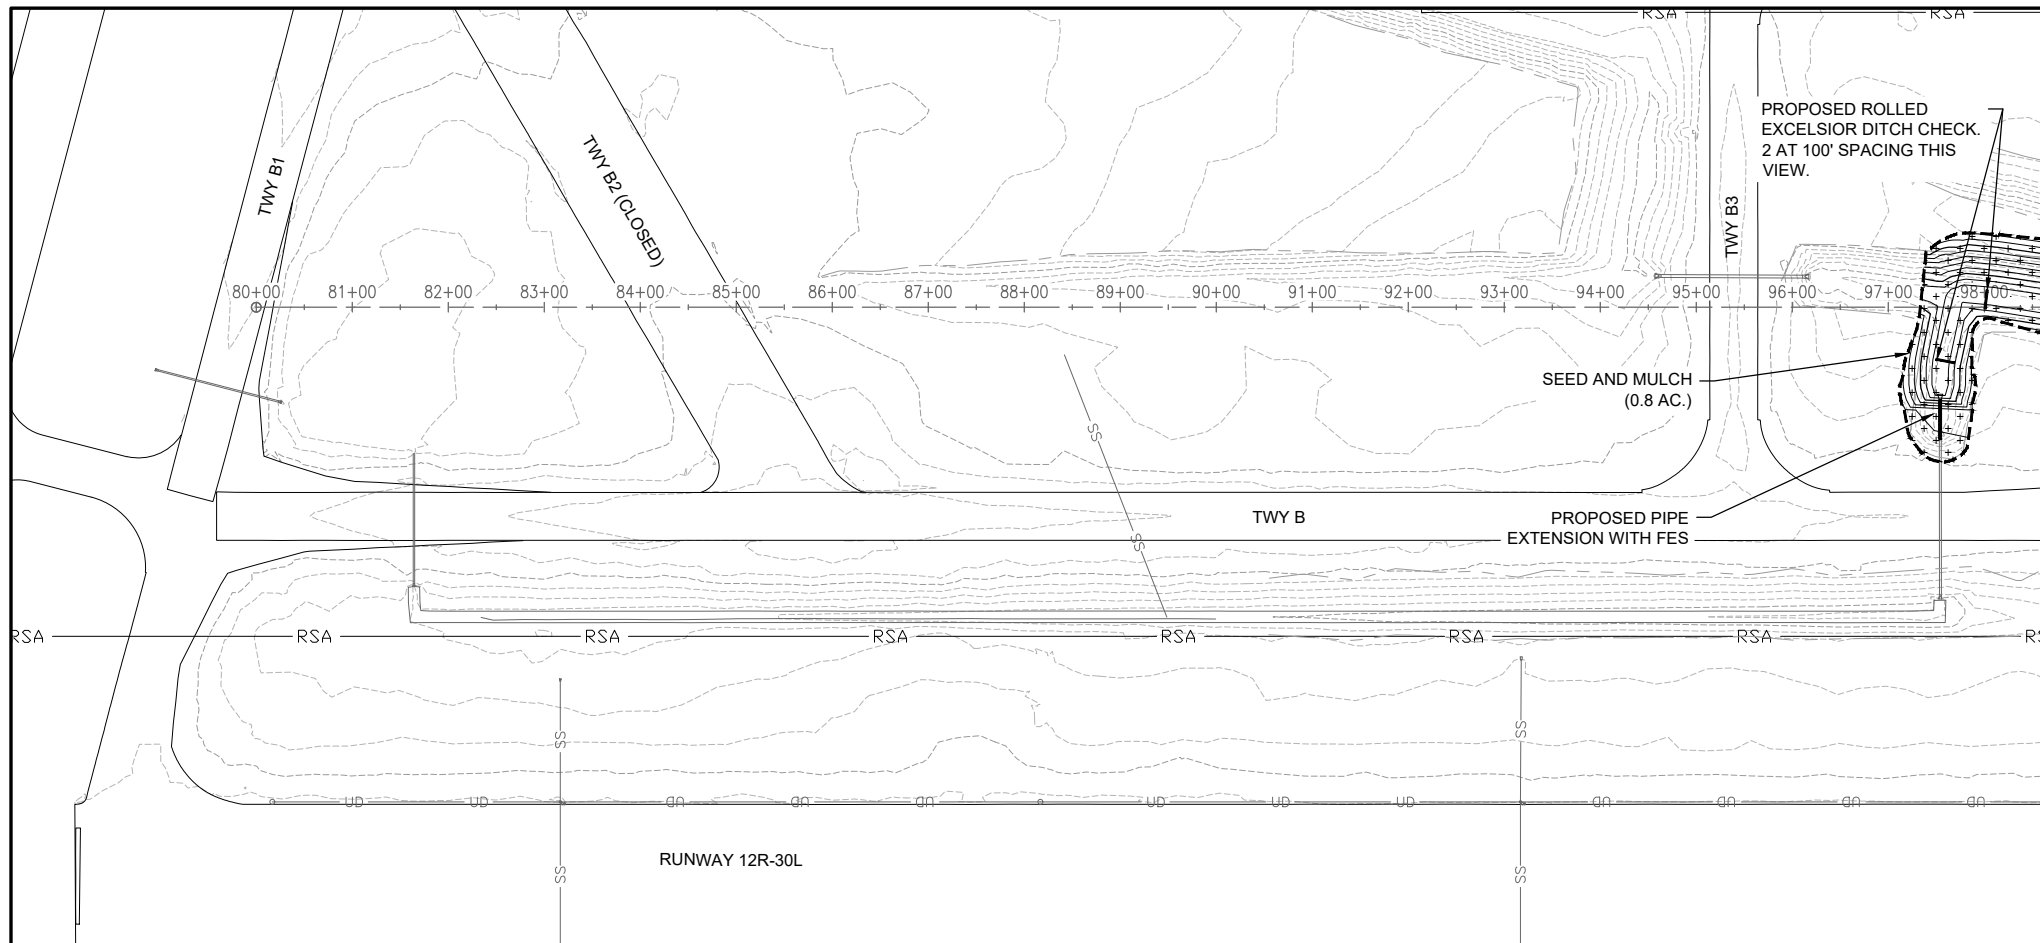 RSA
RSA
PROPOSED ROLLED
EXCELSIOR DITCH CHECK.
2 AT 100' SPACING THIS
VIEW.
TWY B1
TWY B2 (CLOSED)
TWY B3
80+00
81+00
82+00
83+00
84+00
85+00
86+00
87+00
88+00
89+00
90+00
91+00
92+00
93+00
94+00
95+00
96+00
97+00
98+00
SEED AND MULCH
(0.8 AC.)
SS
SS
TWY B
PROPOSED PIPE
EXTENSION WITH FES
RSA
RSA
RSA
RSA
RSA
RSA
RSA
RS
SS
SS
UD
UD
UD
UD
UD
UD
UD
UD
UD
UD
UD
UD
RUNWAY 12R-30L
SS
SS